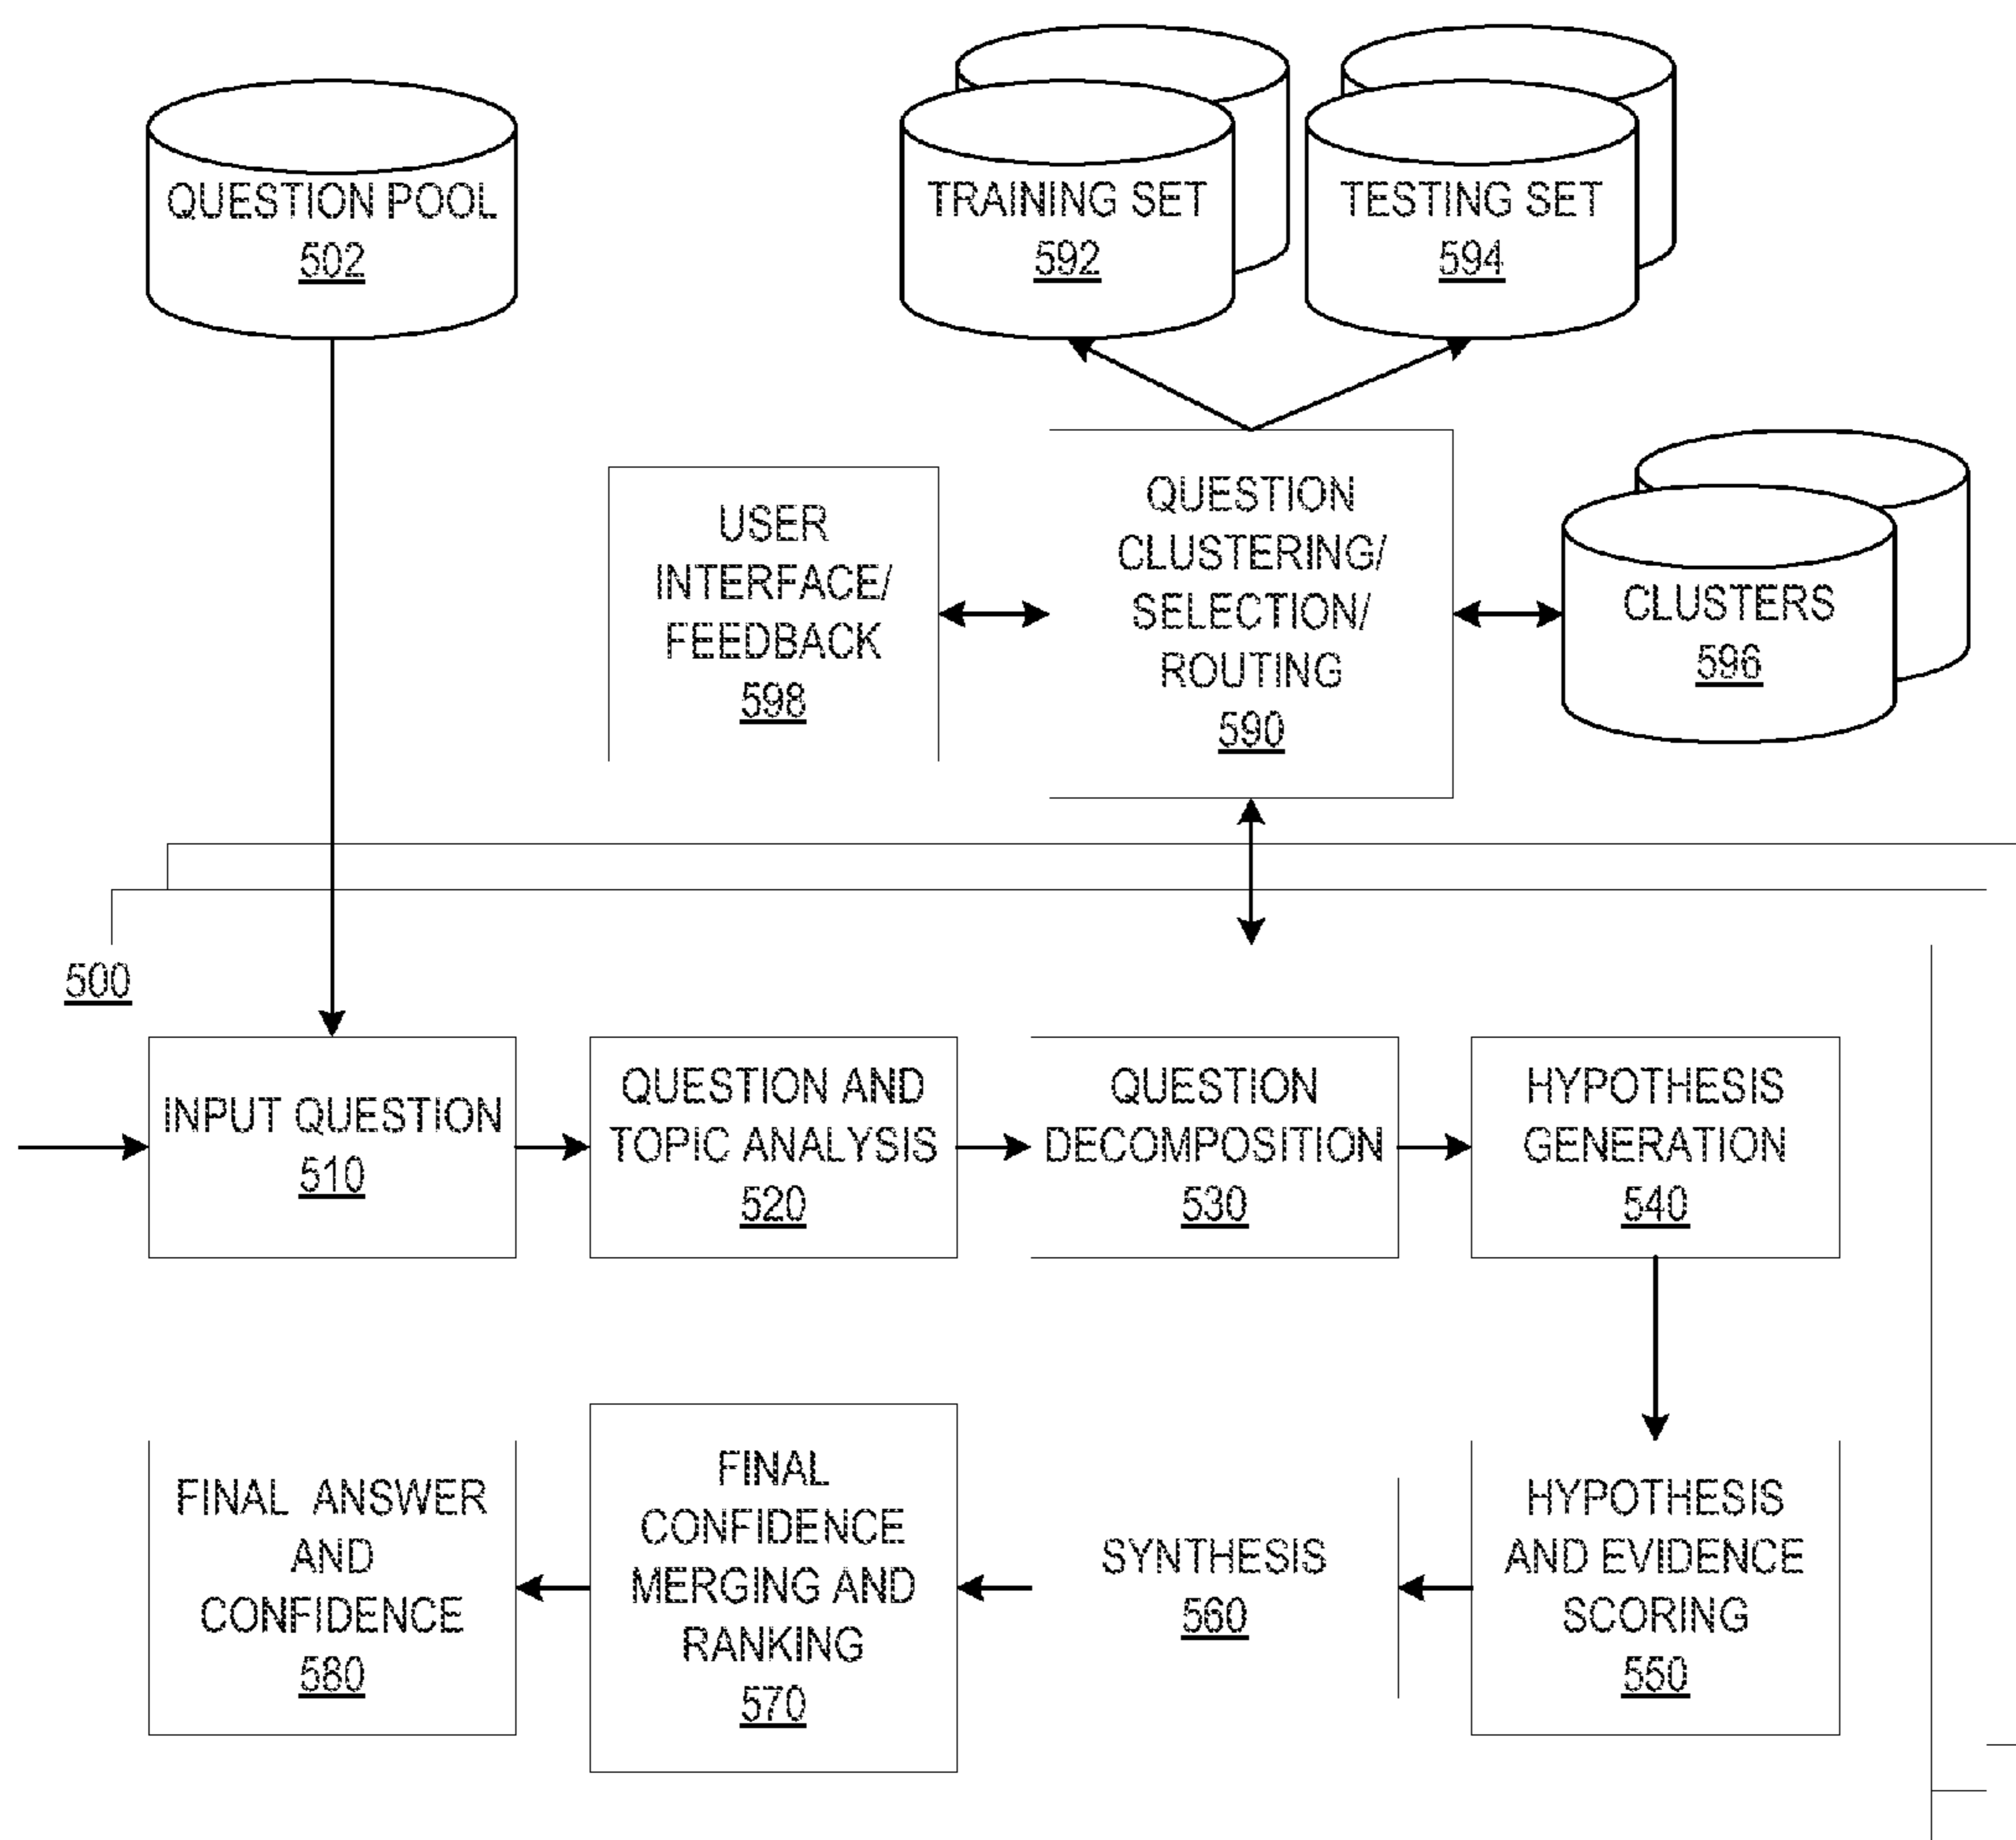 QUESTION POOL
502
TRAINING SET
592
TESTING SET
594
USER
INTERFACE/
FEEDBACK
598
QUESTION
CLUSTERING/
SELECTION/
ROUTING
590
CLUSTERS
596
500
INPUT QUESTION
510
QUESTION AND
TOPIC ANALYSIS
520
QUESTION
DECOMPOSITION
530
HYPOTHESIS
GENERATION
540
FINAL ANSWER
AND
CONFIDENCE
580
FINAL
CONFIDENCE
MERGING AND
RANKING
570
SYNTHESIS
560
HYPOTHESIS
AND EVIDENCE
SCORING
550